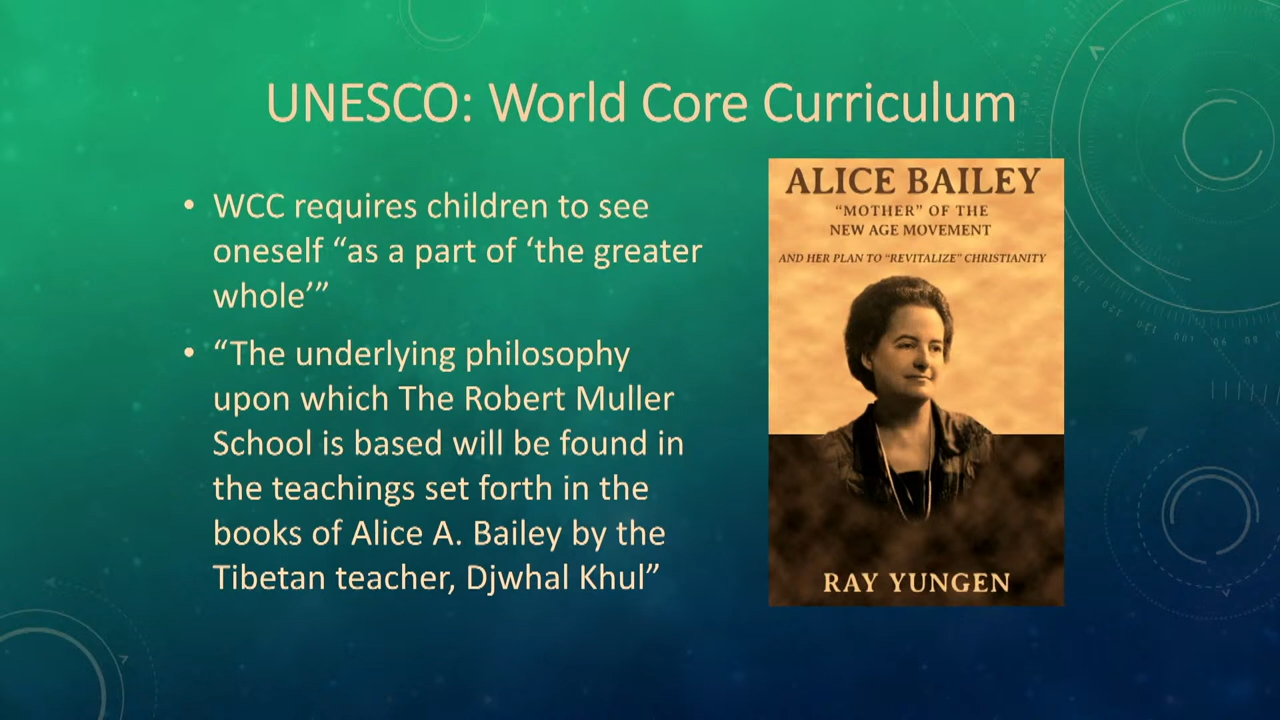 UNESCO: World Core Curriculum
• WCC requires children to see
oneself “as a part of ‘the greater
whole’”
• “The underlying philosophy
upon which The Robert Muller
School is based will be found in
the teachings set forth in the
books of Alice A. Bailey by the
Tibetan teacher, Djwhal Khul”
ALICE BAILEY
“MOTHER” OF THE
NEW AGE MOVEMENT
AND HER PLAN TO “REVITALIZE” CHRISTIANITY
RAY YUNGEN